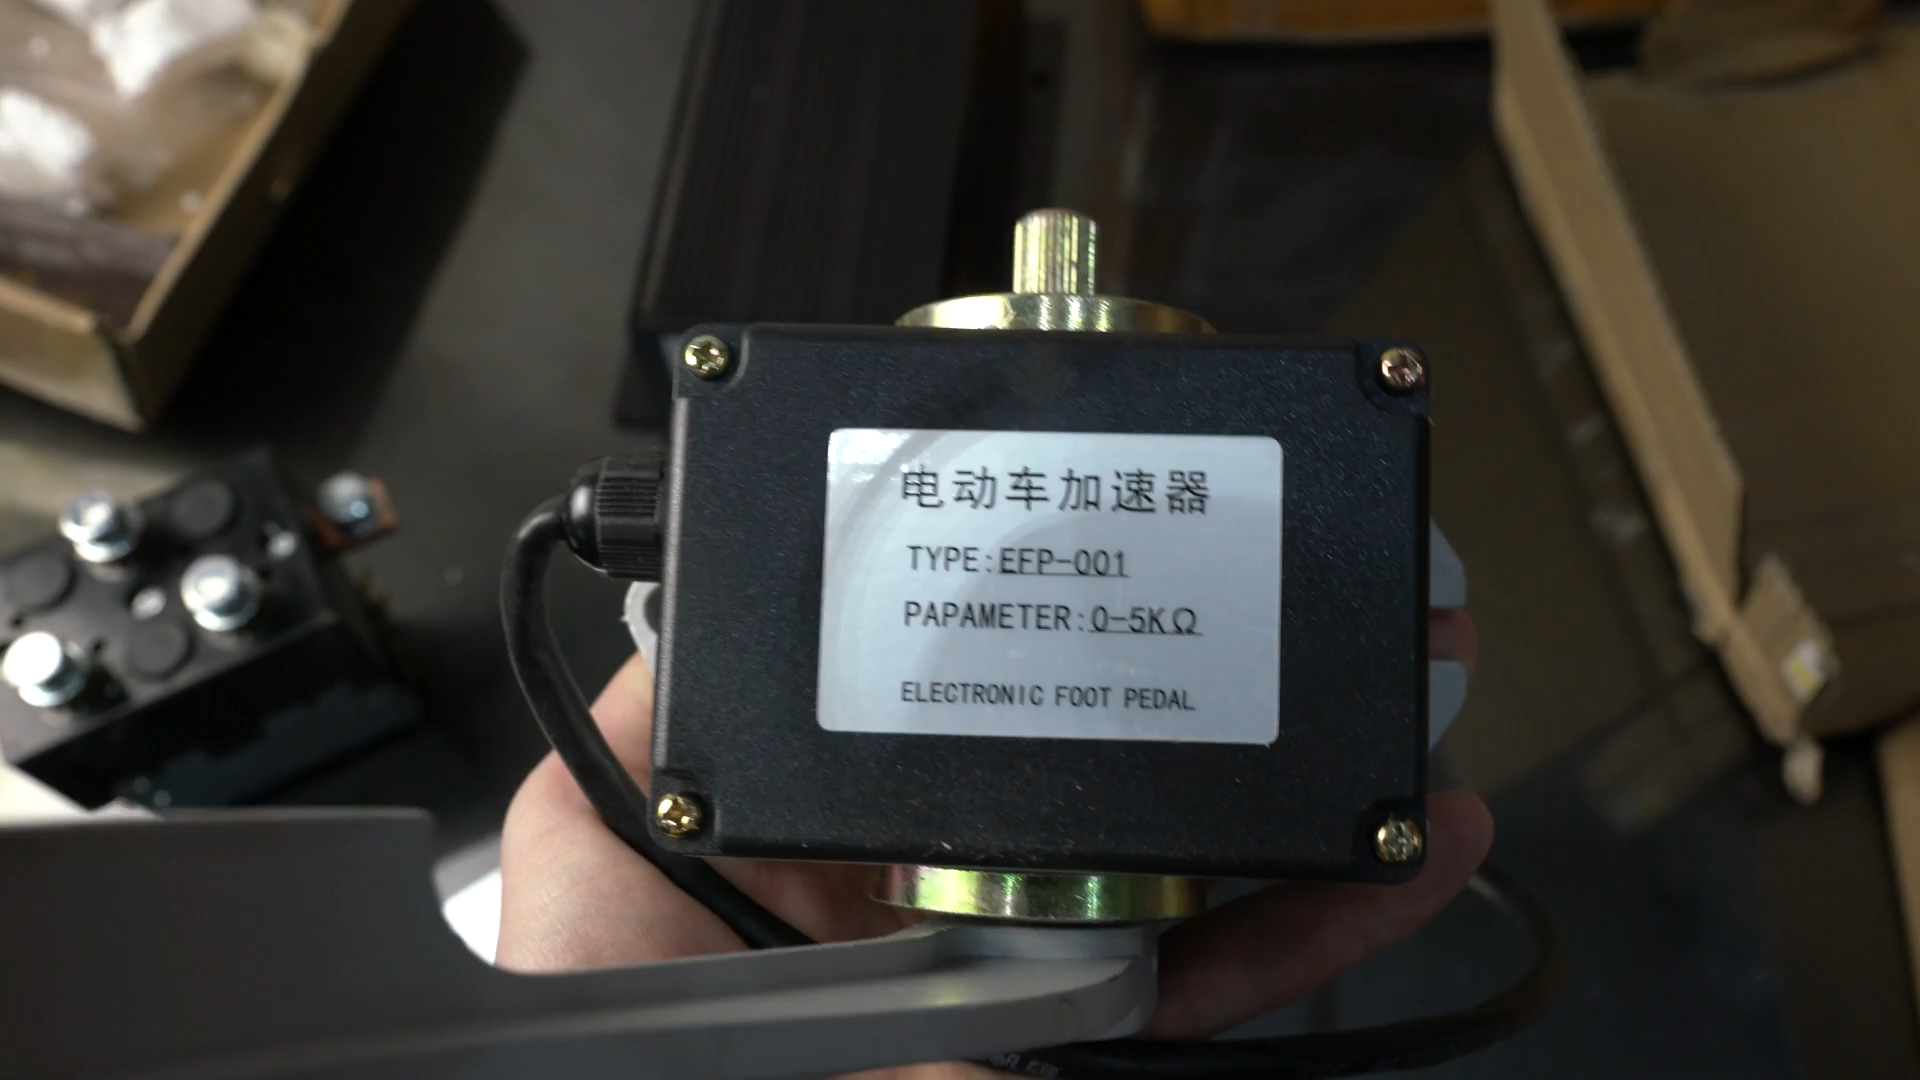 电动车加速器
TYPE:EFP-001
PAPAMETER:0-5KΩ
ELECTRONIC FOOT PEDAL